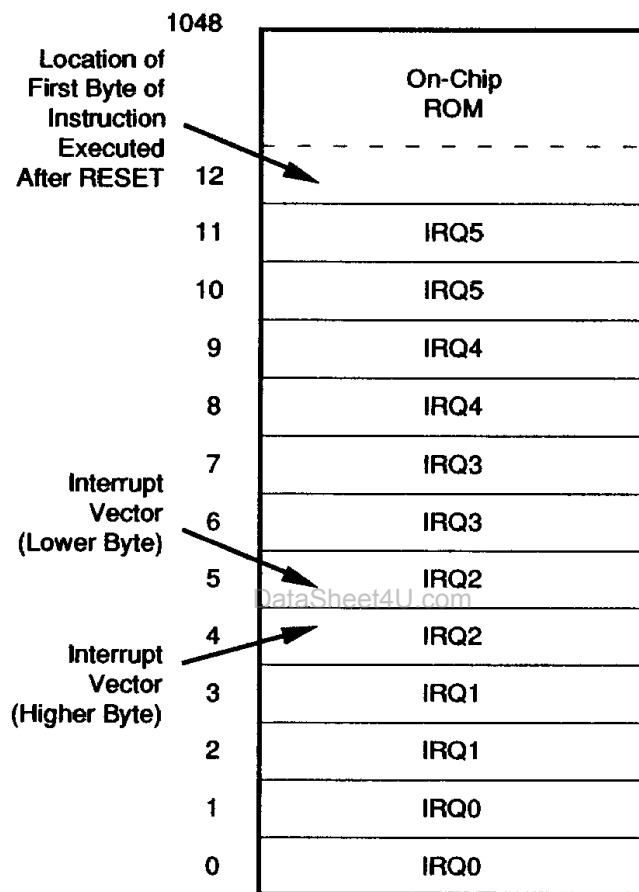 1048
Location of
First Byte of
Instruction
Executed
After RESET
On-Chip
ROM
12
11 IRQ5
10 IRQ5
9 IRQ4
8 IRQ4
7 IRQ3
Interrupt
Vector
(Lower Byte)
6 IRQ3
5 IRQ2
DataSheet4U.com
4 IRQ2
Interrupt
Vector
(Higher Byte)
3 IRQ1
2 IRQ1
1 IRQ0
0 IRQ0